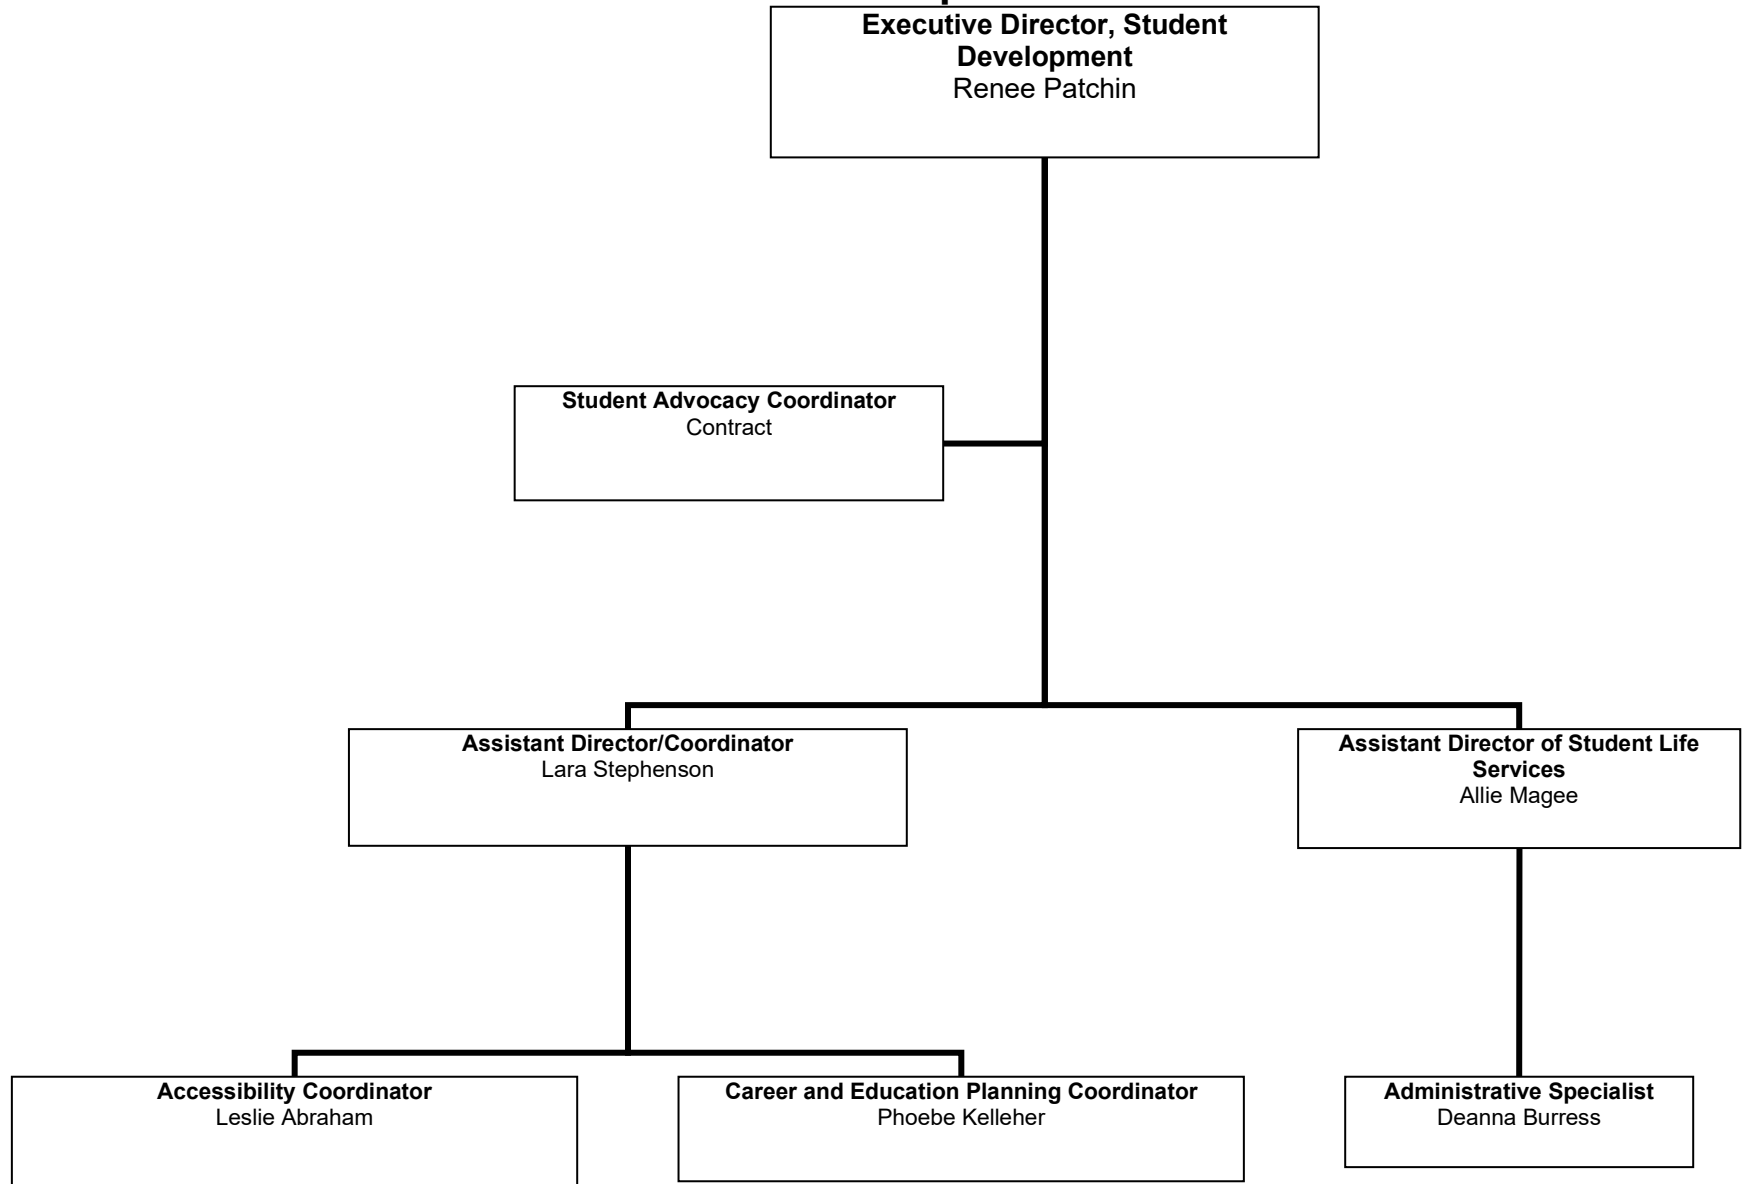 Executive Director, Student
Development
Renee Patchin
Student Advocacy Coordinator
Contract
Assistant Director/Coordinator
Lara Stephenson
Assistant Director of Student Life
Services
Allie Magee
Accessibility Coordinator
Leslie Abraham
Career and Education Planning Coordinator
Phoebe Kelleher
Administrative Specialist
Deanna Burress